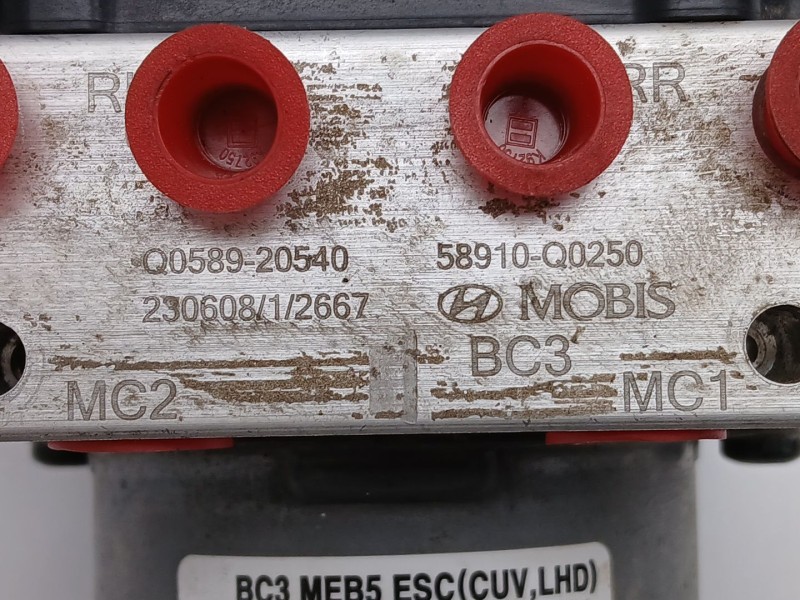 RR
Q0589-20540
58910-Q0250
230608/1/2667
MOBIS
BC3
MC2
MC1
BC3 MEB5 ESC(CUV,LHD)